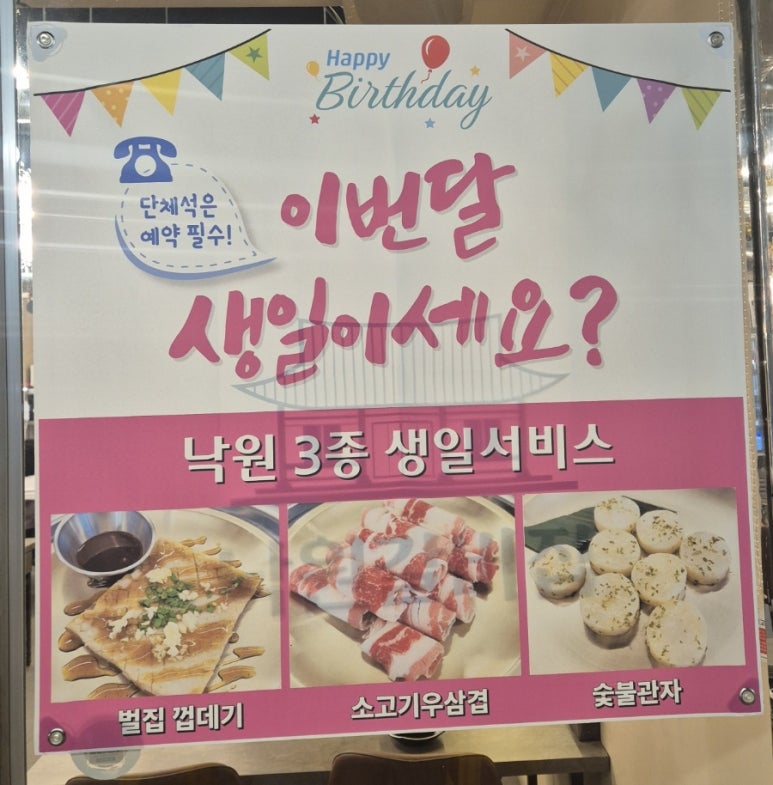 Happy
Birthday
단체석은
예약 필수!
이번달
생일이세요?
낙원 3종 생일서비스
벌집 껍데기
소고기우삼겹
숯불관자